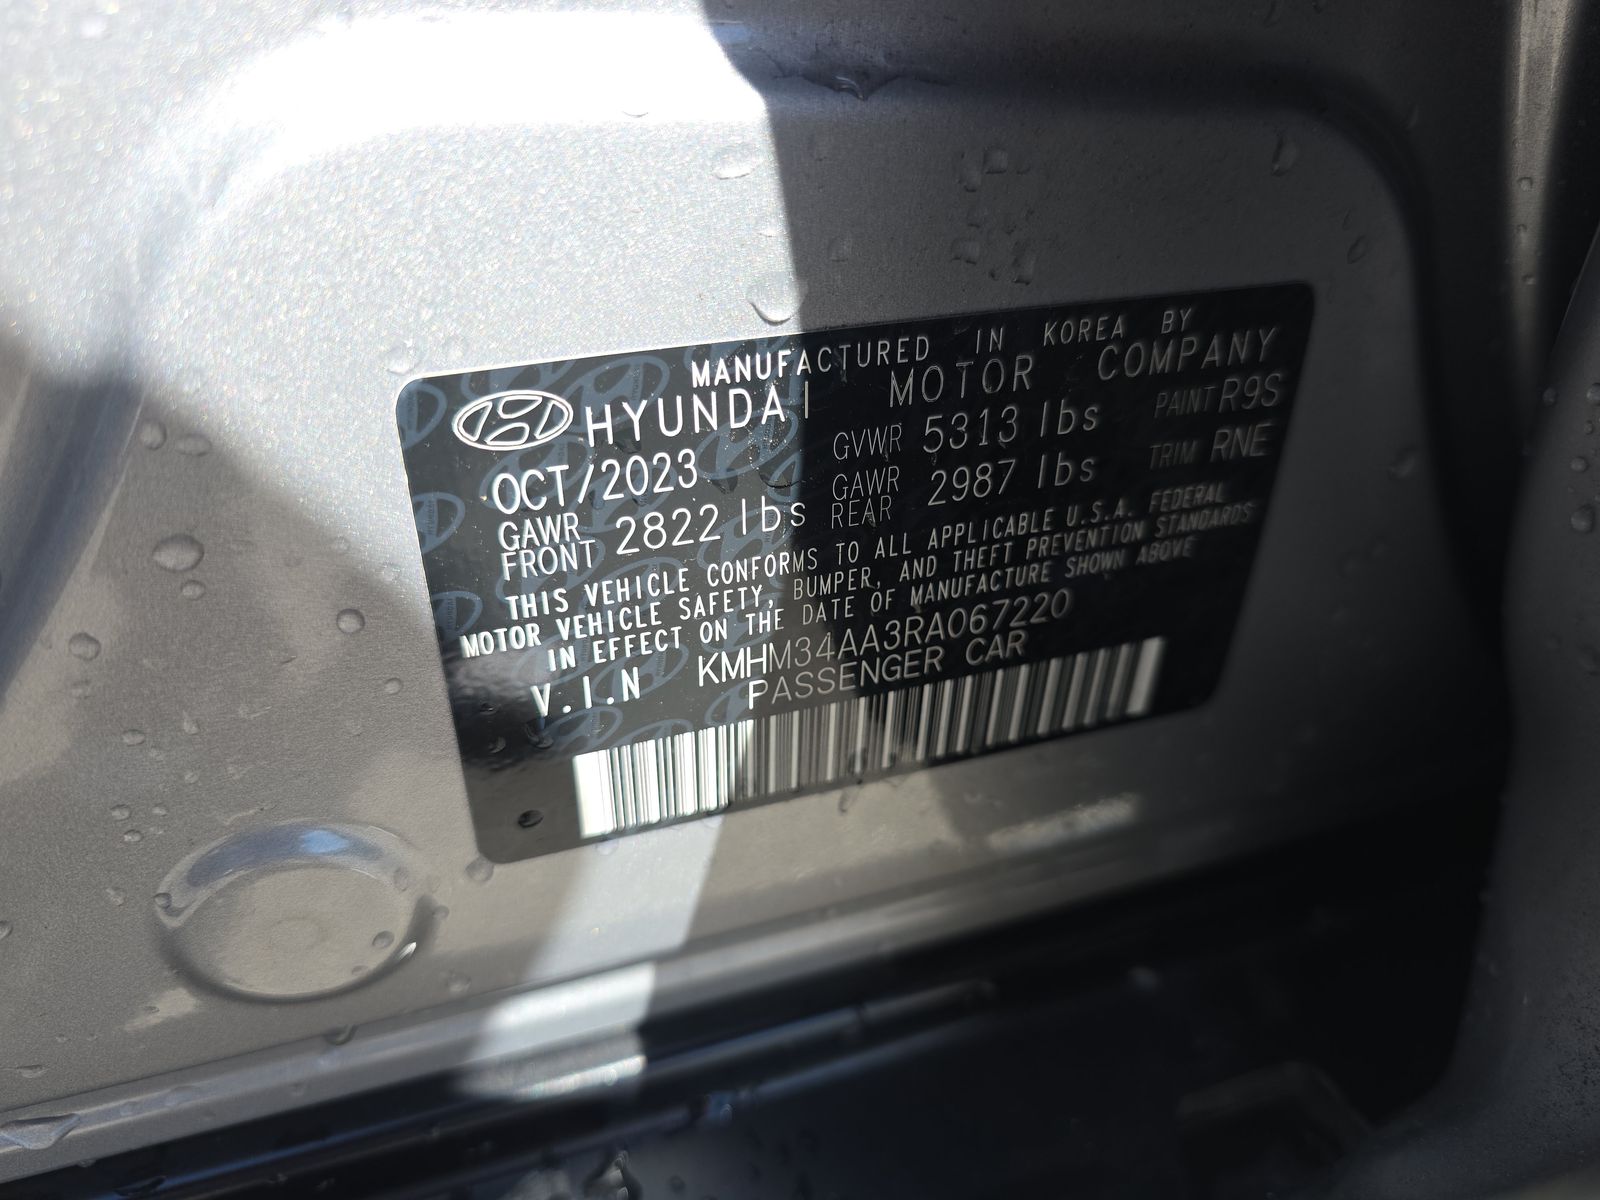 MANUFACTURED IN KOREA BY
HYUNDAI MOTOR COMPANY
OCT/2023 GVWR 5313 lbs PAINT R9S
GAWR FRONT 2822 lbs GAWR REAR 2987 lbs TRIM RNE
THIS VEHICLE CONFORMS TO ALL APPLICABLE U.S.A. FEDERAL
MOTOR VEHICLE SAFETY, BUMPER, AND THEFT PREVENTION STANDARDS
IN EFFECT ON THE DATE OF MANUFACTURE SHOWN ABOVE
V.I.N KMHM34AA3RA067220
PASSENGER CAR